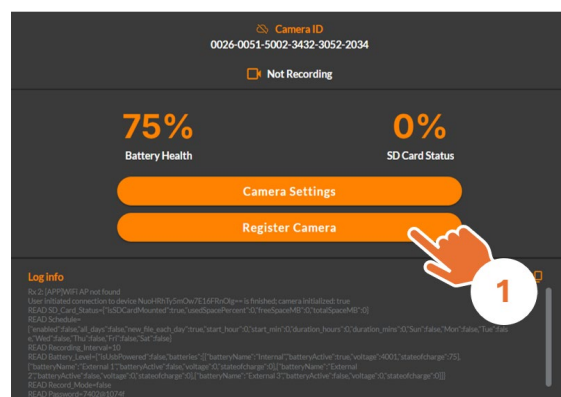 Camera ID
0026-0051-5002-3432-3052-2034
Not Recording
75%
Battery Health
0%
SD Card Status
Camera Settings
Register Camera
1
Log info
Rx 2: [APP]WIFI AP not found
User initiated connection to device is finished; camera initialized: true
READ SD_Card_Status={"IsSDCardMounted":true,"usedSpacePercent":0,"freeSpaceMB":0,"totalSpaceMB":0}
READ Schedule=
{"enabled":false,"all_days":false,"new_file_each_day":true,"start_hour":0,"start_min":0,"duration_hours":0,"duration_mins":0,"Sun":false,"Mon":false,"Tue":fals
e,"Wed":false,"Thu":false,"Fri":false,"Sat":false}
READ Recording_Interval=10
READ Battery_Level={"IsUsbPowered":false,"batteries":[{"batteryName":"Internal","batteryActive":true,"voltage":4001,"stateofcharge":75},
{"batteryName":"External 1","batteryActive":false,"voltage":0,"stateofcharge":0},{"batteryName":"External
2","batteryActive":false,"voltage":0,"stateofcharge":0},{"batteryName":"External 3","batteryActive":false,"voltage":0,"stateofcharge":0}]}
READ Record_Mode=false